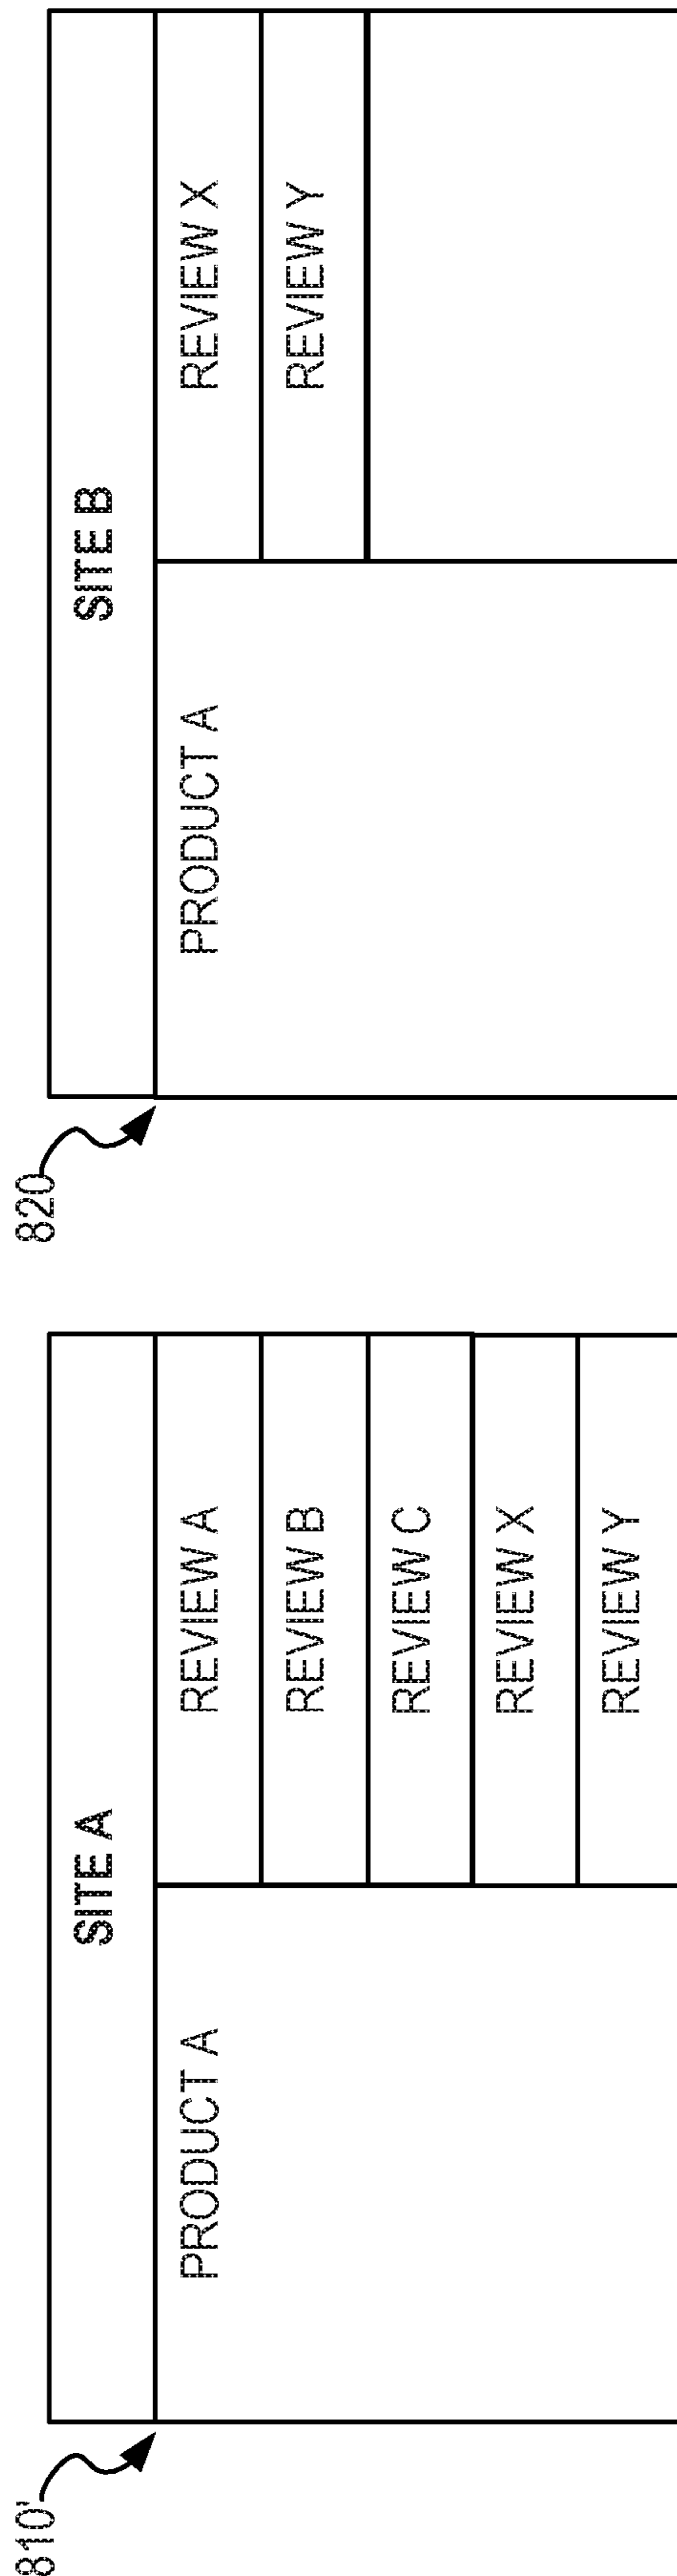 810'
SITE A
PRODUCT A
REVIEW A
REVIEW B
REVIEW C
REVIEW X
REVIEW Y
820
SITE B
PRODUCT A
REVIEW X
REVIEW Y